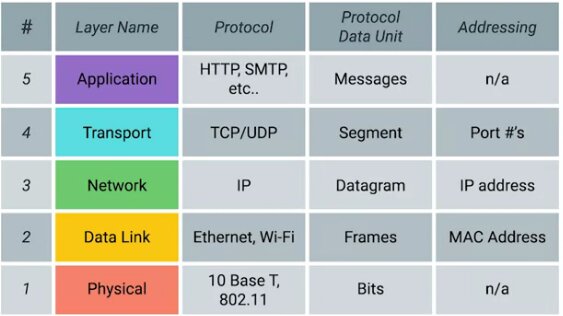 # Layer Name Protocol Protocol Data Unit Addressing
5 Application HTTP, SMTP, etc.. Messages n/a
4 Transport TCP/UDP Segment Port #'s
3 Network IP Datagram IP address
2 Data Link Ethernet, Wi-Fi Frames MAC Address
1 Physical 10 Base T, 802.11 Bits n/a